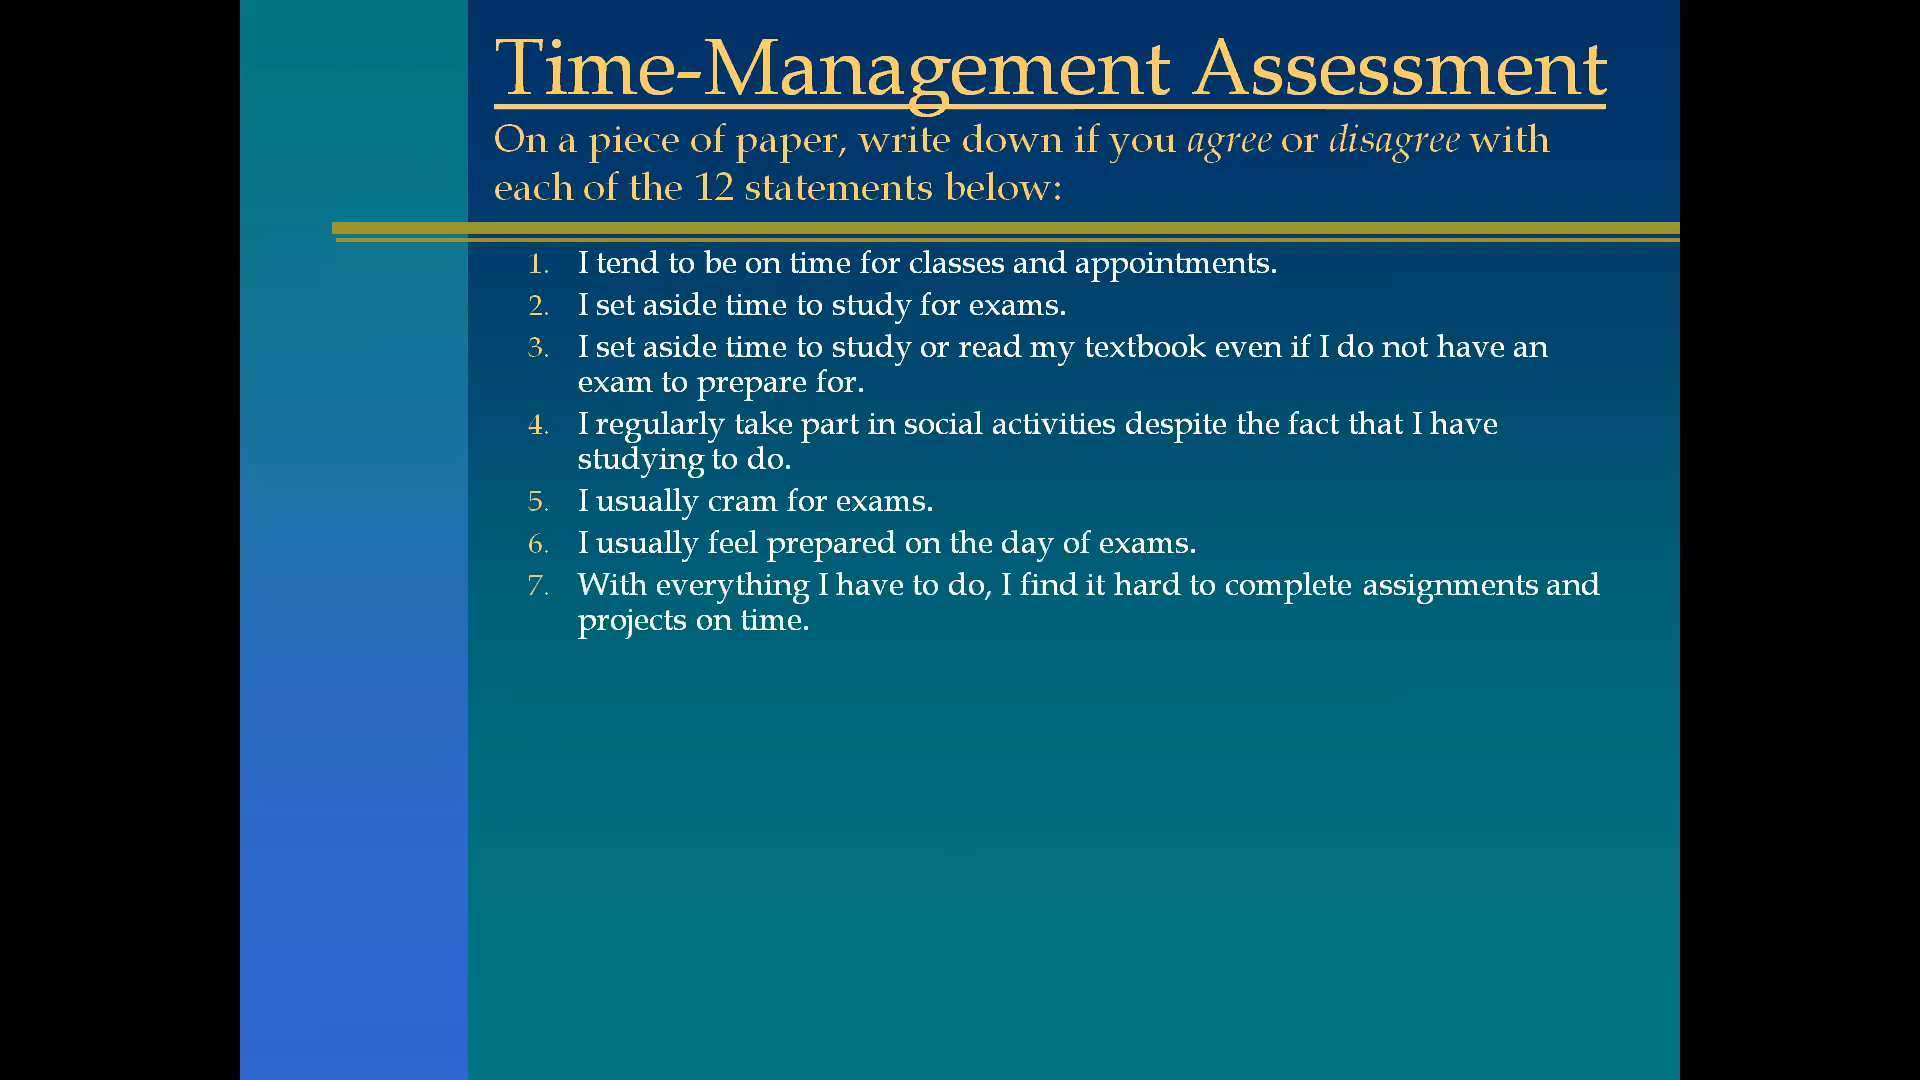 Time-Management Assessment
On a piece of paper, write down if you agree or disagree with
each of the 12 statements below:
1. I tend to be on time for classes and appointments.
2. I set aside time to study for exams.
3. I set aside time to study or read my textbook even if I do not have an
exam to prepare for.
4. I regularly take part in social activities despite the fact that I have
studying to do.
5. I usually cram for exams.
6. I usually feel prepared on the day of exams.
7. With everything I have to do, I find it hard to complete assignments and
projects on time.